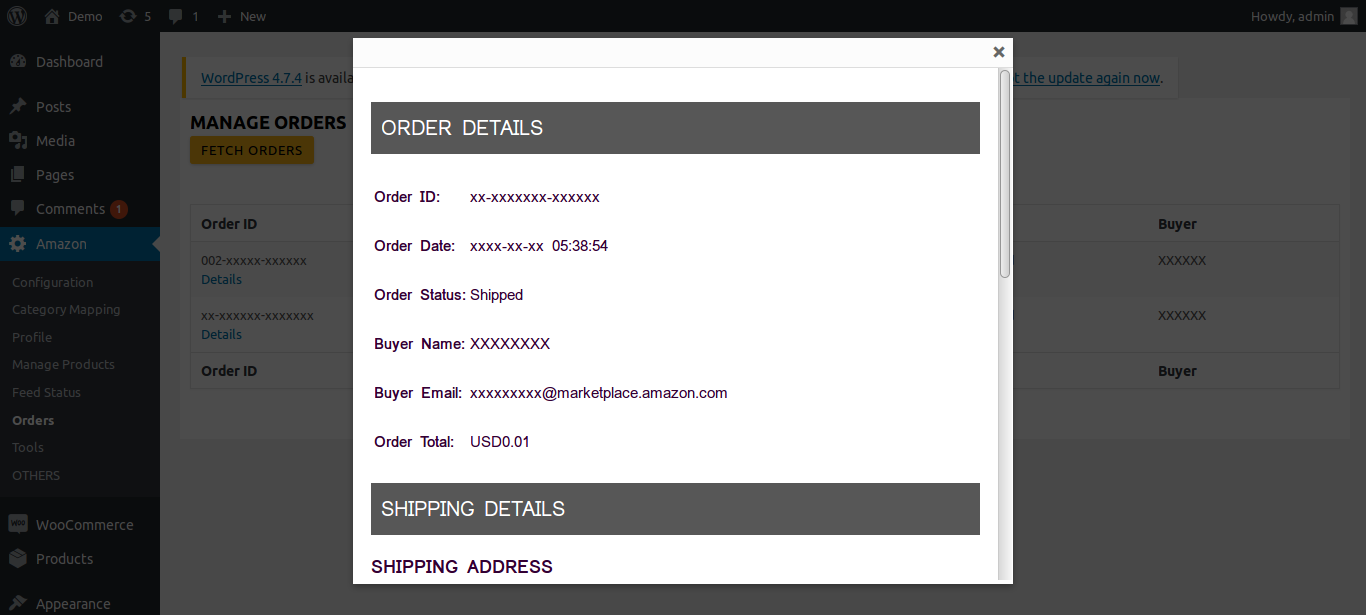 Demo 5 1 New Howdy, admin
Dashboard
Posts
Media
Pages
Comments 1
Amazon
Configuration
Category Mapping
Profile
Manage Products
Feed Status
Orders
Tools
OTHERS
WooCommerce
Products
Appearance
WordPress 4.7.4 is availa
t the update again now.
MANAGE ORDERS
FETCH ORDERS
Order ID Buyer
002-xxxxx-xxxxxx XXXXXX
Details
xx-xxxxxx-xxxxxxx XXXXXX
Details
Order ID Buyer
×
ORDER DETAILS
Order ID: xx-xxxxxxx-xxxxxx
Order Date: xxxx-xx-xx 05:38:54
Order Status: Shipped
Buyer Name: XXXXXXXX
Buyer Email: xxxxxxxxx@marketplace.amazon.com
Order Total: USD0.01
SHIPPING DETAILS
SHIPPING ADDRESS